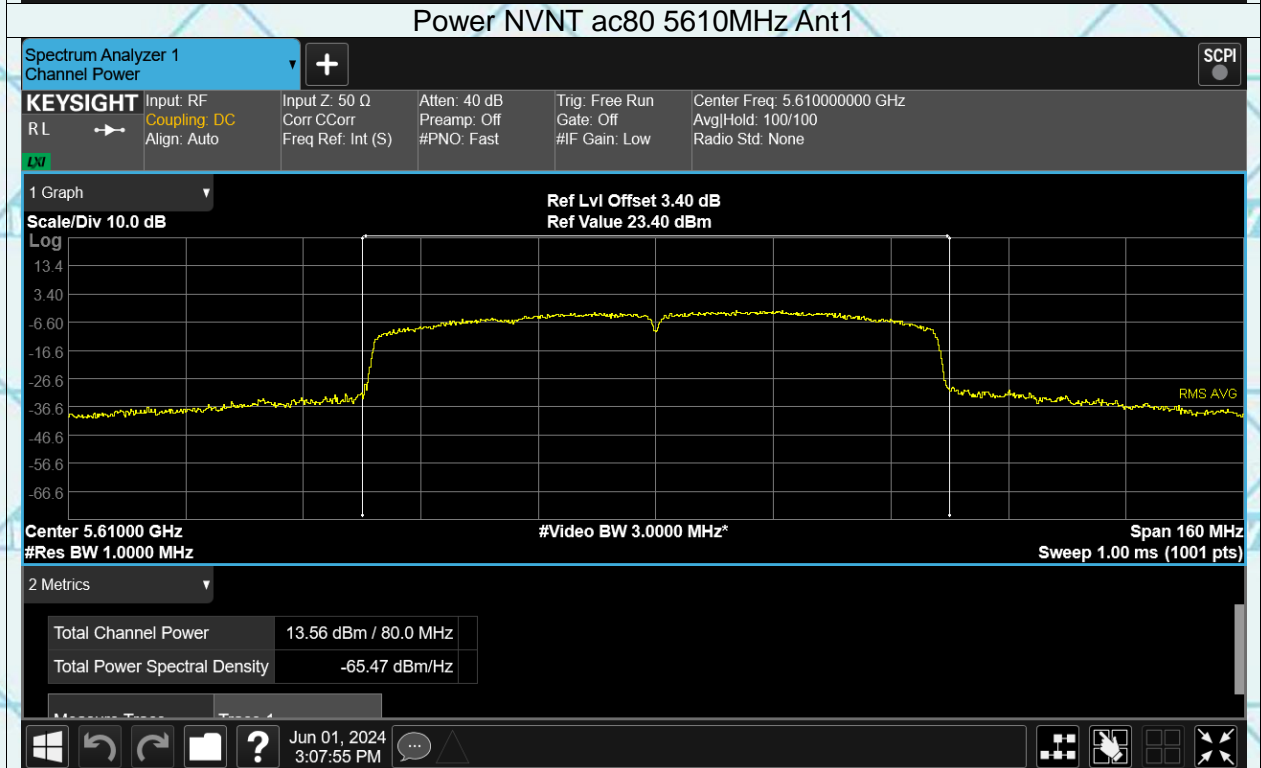 Power NVNT ac80 5610MHz Ant1
Spectrum Analyzer 1
Channel Power
SCPI
KEYSIGHT
R L
LXI
Input: RF
Coupling: DC
Align: Auto
Input Z: 50 Ω
Corr CCorr
Freq Ref: Int (S)
Atten: 40 dB
Preamp: Off
#PNO: Fast
Trig: Free Run
Gate: Off
#IF Gain: Low
Center Freq: 5.610000000 GHz
Avg|Hold: 100/100
Radio Std: None
1 Graph
Ref Lvl Offset 3.40 dB
Scale/Div 10.0 dB
Ref Value 23.40 dBm
Log
13.4
3.40
-6.60
-16.6
-26.6
-36.6
-46.6
-56.6
-66.6
RMS AVG
Center 5.61000 GHz
#Video BW 3.0000 MHz*
Span 160 MHz
#Res BW 1.0000 MHz
Sweep 1.00 ms (1001 pts)
2 Metrics
Total Channel Power 13.56 dBm / 80.0 MHz
Total Power Spectral Density -65.47 dBm/Hz
Measure Trace Trace 1
?
Jun 01, 2024
3:07:55 PM